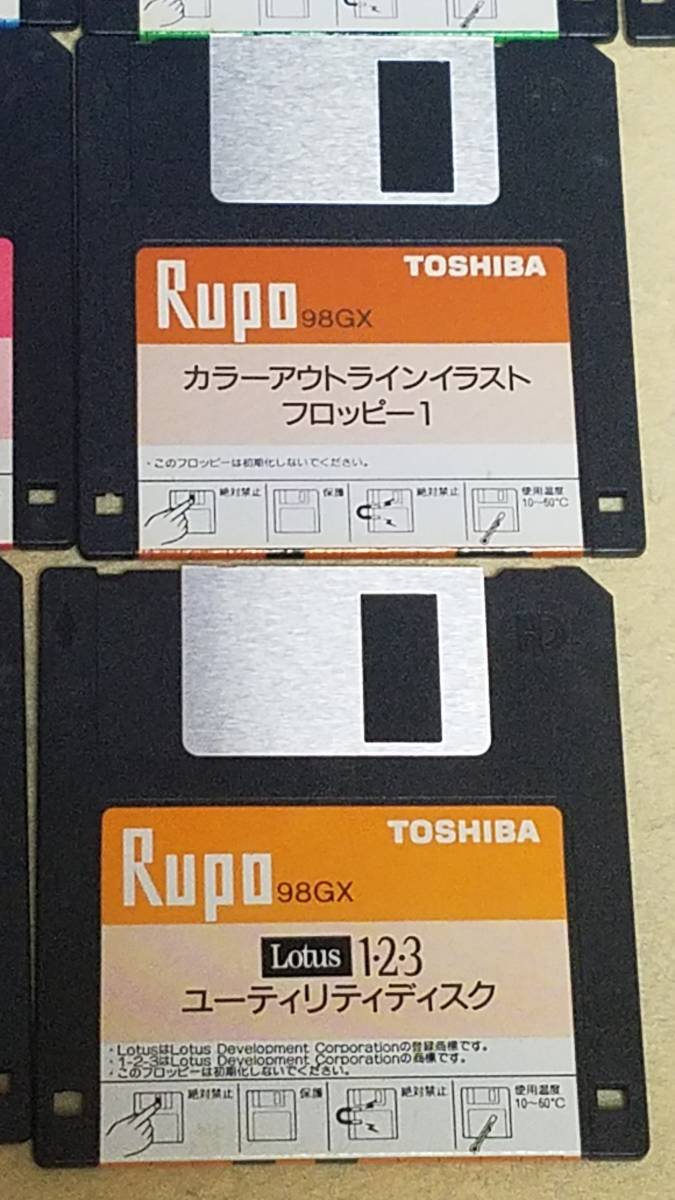 TOSHIBA
Rupo 98GX
カラーアウトラインイラスト
フロッピー1
・このフロッピーは初期化しないでください。
絶対禁止 保護 絶対禁止 使用温度
10～60℃
HD
TOSHIBA
Rupo 98GX
Lotus 1・2・3
ユーティリティディスク
・LotusはLotus Development Corporationの登録商標です。
・1-2-3はLotus Development Corporationの商標です。
・このフロッピーは初期化しないでください。
絶対禁止 保護 絶対禁止 使用温度
10～60℃